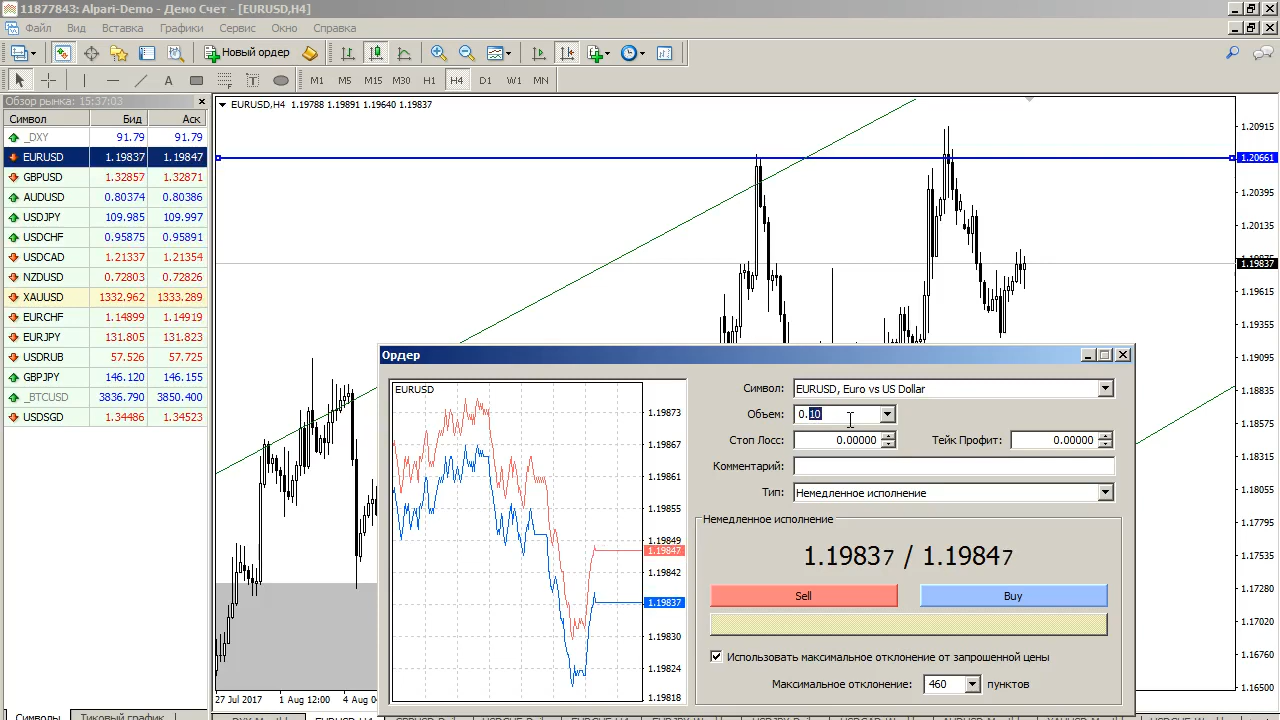 11877843: Alpari-Demo - Демо Счет - [EURUSD,H4]
Файл Вид Вставка Графики Сервис Окно Справка
Новый ордер
A T M1 M5 M15 M30 H1 H4 D1 W1 MN
Обзор рынка: 15:37:03
Символ Бид Аск
_DXY 91.79 91.79
EURUSD 1.19837 1.19847
GBPUSD 1.32857 1.32871
AUDUSD 0.80374 0.80386
USDJPY 109.985 109.997
USDCHF 0.95875 0.95891
USDCAD 1.21337 1.21354
NZDUSD 0.72803 0.72826
XAUUSD 1332.962 1333.289
EURCHF 1.14899 1.14919
EURJPY 131.805 131.823
USDRUB 57.526 57.725
GBPJPY 146.120 146.155
_BTCUSD 3836.790 3850.400
USDSGD 1.34486 1.34523
Символы Тиковый график
EURUSD,H4 1.19788 1.19891 1.19640 1.19837
1.20915
1.20661
1.20395
1.20135
1.19837
1.19615
1.19355
1.19095
1.18835
1.18575
1.18315
1.18055
1.17795
1.17535
1.17280
1.17020
1.16760
1.16500
27 Jul 2017 1 Aug 12:00 4 Aug 0
Ордер
EURUSD
1.19873
1.19867
1.19861
1.19855
1.19849
1.19847
1.19842
1.19837
1.19830
1.19824
1.19818
Символ: EURUSD, Euro vs US Dollar
Объем: 0.10
Стоп Лосс: 0.00000 Тейк Профит: 0.00000
Комментарий:
Тип: Немедленное исполнение
Немедленное исполнение
1.19837 / 1.19847
Sell Buy
Использовать максимальное отклонение от запрошенной цены
Максимальное отклонение: 460 пунктов